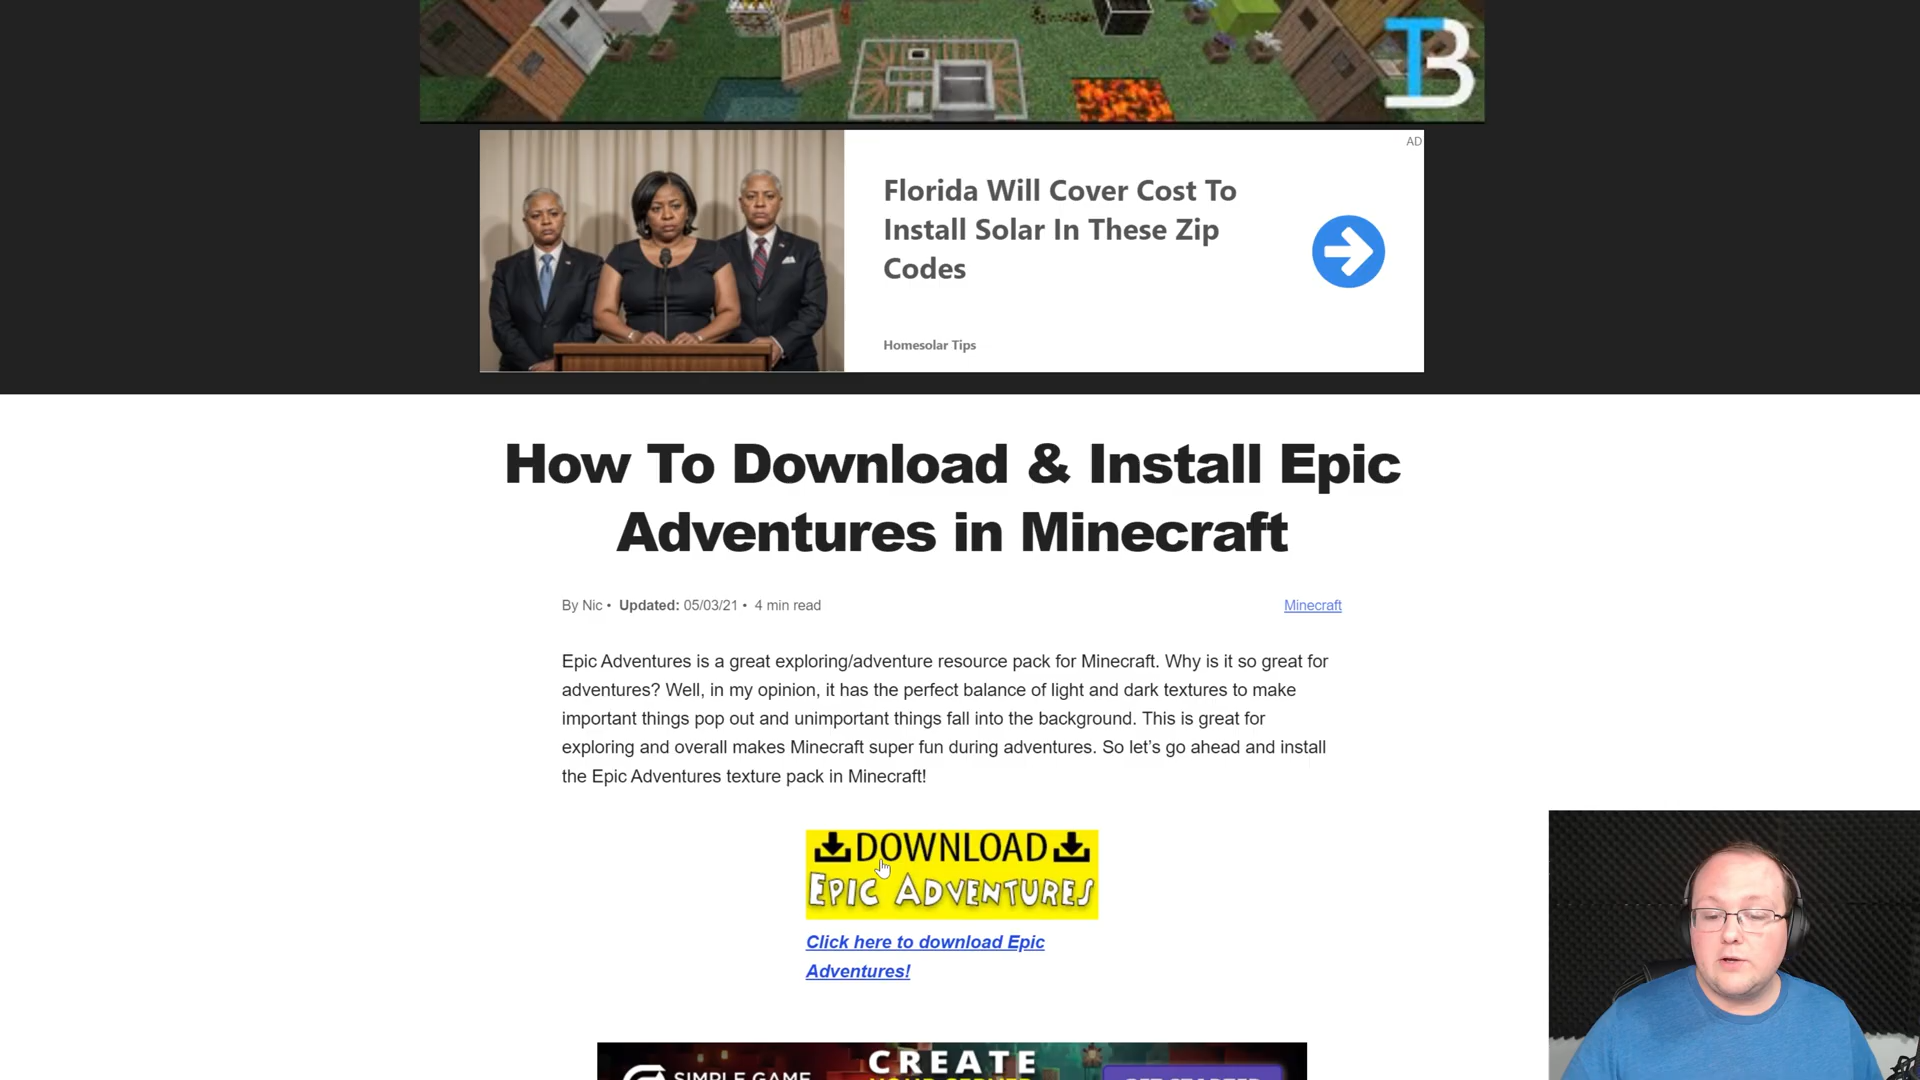 TB
AD
Florida Will Cover Cost To
Install Solar In These Zip
Codes
Homesolar Tips
How To Download & Install Epic
Adventures in Minecraft
By Nic • Updated: 05/03/21 • 4 min read
Minecraft
Epic Adventures is a great exploring/adventure resource pack for Minecraft. Why is it so great for
adventures? Well, in my opinion, it has the perfect balance of light and dark textures to make
important things pop out and unimportant things fall into the background. This is great for
exploring and overall makes Minecraft super fun during adventures. So let’s go ahead and install
the Epic Adventures texture pack in Minecraft!
DOWNLOAD
EPIC ADVENTURES
Click here to download Epic
Adventures!
CREATE
SIMPLE GAME
YOUR SERVER
GET STARTED